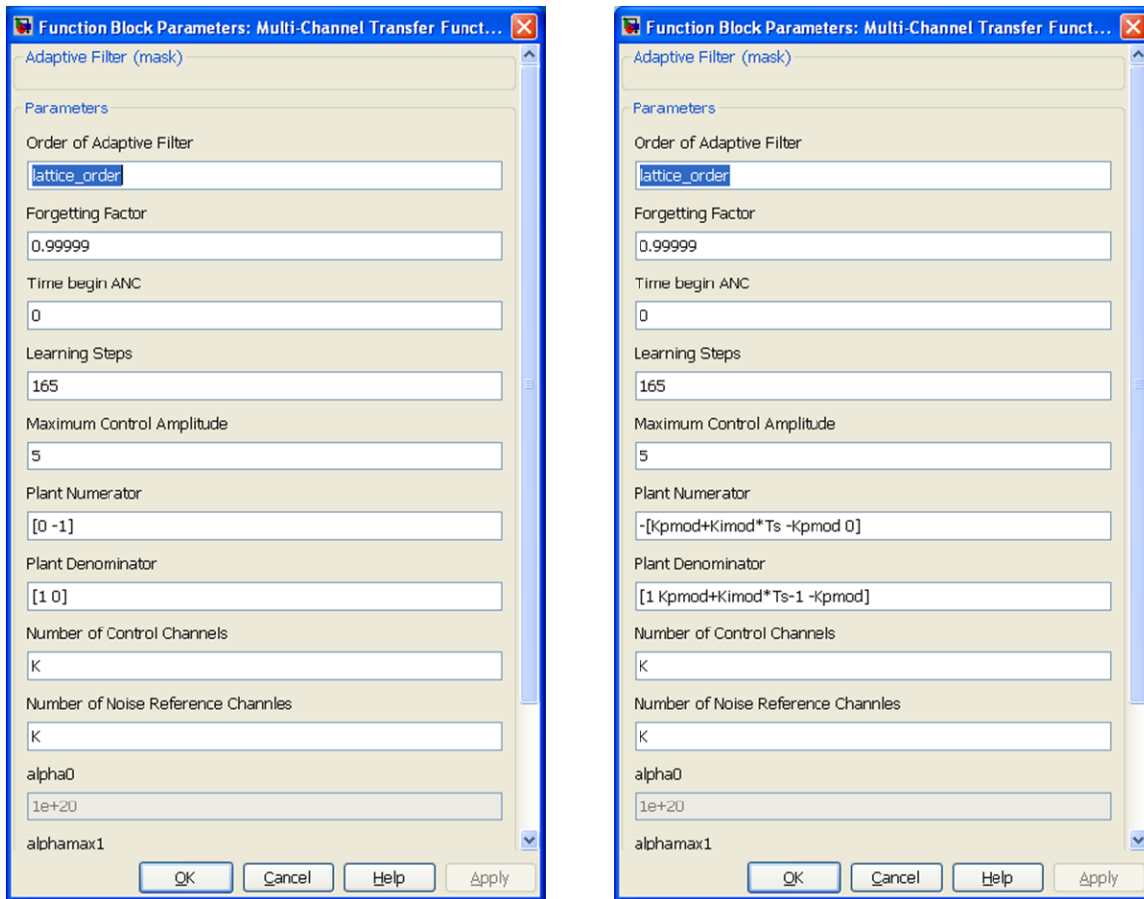 Function Block Parameters: Multi-Channel Transfer Funct...
Adaptive Filter (mask)
Parameters
Order of Adaptive Filter
lattice_order
Forgetting Factor
0.99999
Time begin ANC
0
Learning Steps
165
Maximum Control Amplitude
5
Plant Numerator
[0 -1]
Plant Denominator
[1 0]
Number of Control Channels
K
Number of Noise Reference Channles
K
alpha0
1e+20
alphamax1
OK Cancel Help Apply
Function Block Parameters: Multi-Channel Transfer Funct...
Adaptive Filter (mask)
Parameters
Order of Adaptive Filter
lattice_order
Forgetting Factor
0.99999
Time begin ANC
0
Learning Steps
165
Maximum Control Amplitude
5
Plant Numerator
-[Kpmod+Kimod*Ts -Kpmod 0]
Plant Denominator
[1 Kpmod+Kimod*Ts-1 -Kpmod]
Number of Control Channels
K
Number of Noise Reference Channles
K
alpha0
1e+20
alphamax1
OK Cancel Help Apply